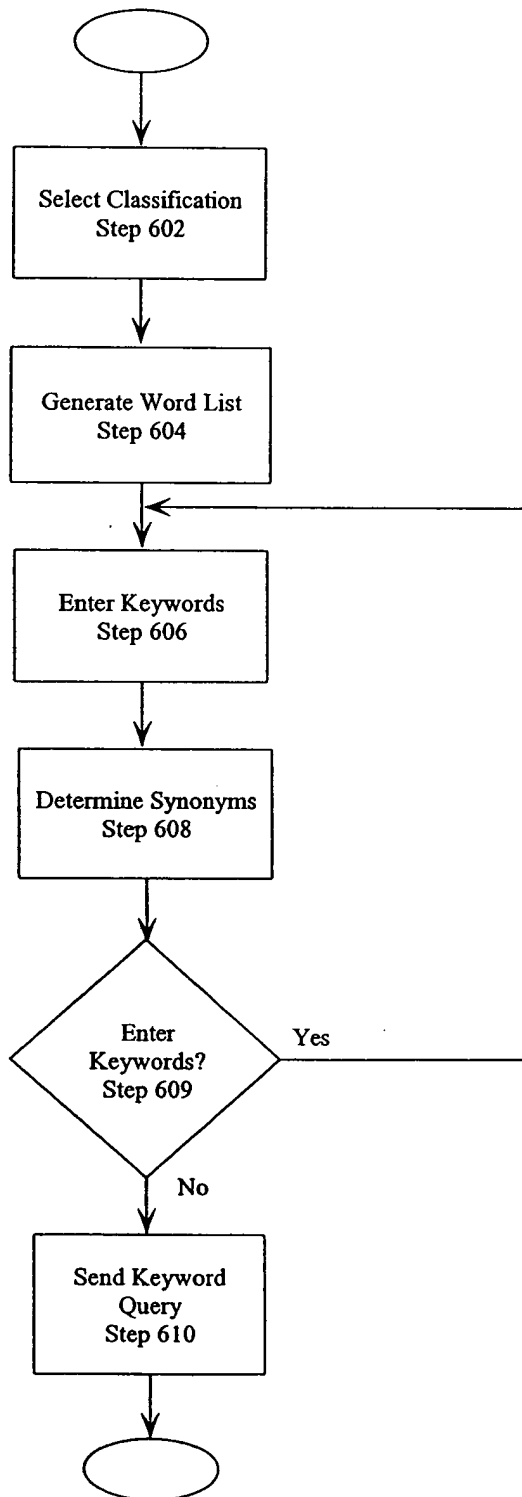 Select Classification
Step 602
Generate Word List
Step 604
Enter Keywords
Step 606
Determine Synonyms
Step 608
Enter
Keywords?
Step 609
Yes
No
Send Keyword
Query
Step 610